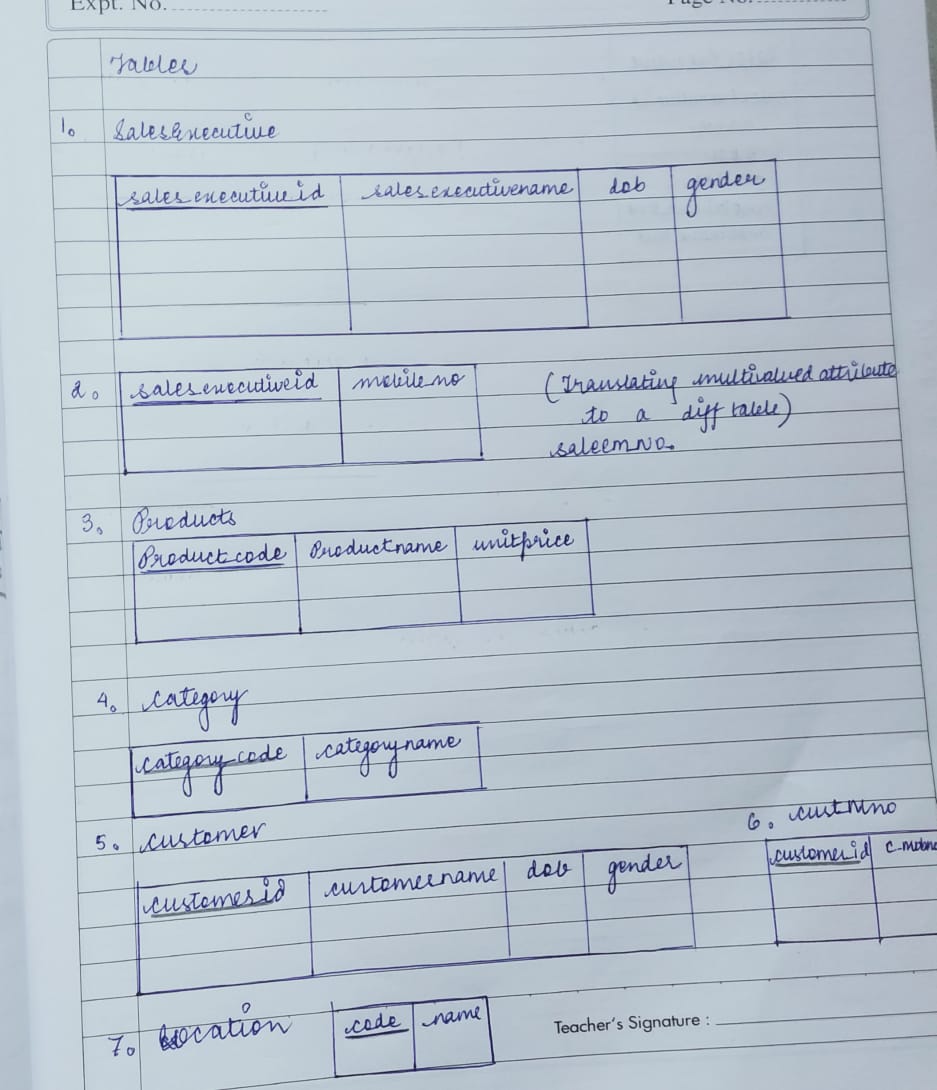 Expt. No.
Tables
1. SalesExecutive
salesexecutiveid salesexecutivename dob gender
2. salesexecutiveid mobileno (Translating multivalued attribute
to a diff table)
saleemNo.
3. Products
Productcode Productname unitprice
4. category
categorycode categoryname
5. customer
6. custMno
customerid c-mobno
customesid customername dob gender
7. Location code name
Teacher's Signature :